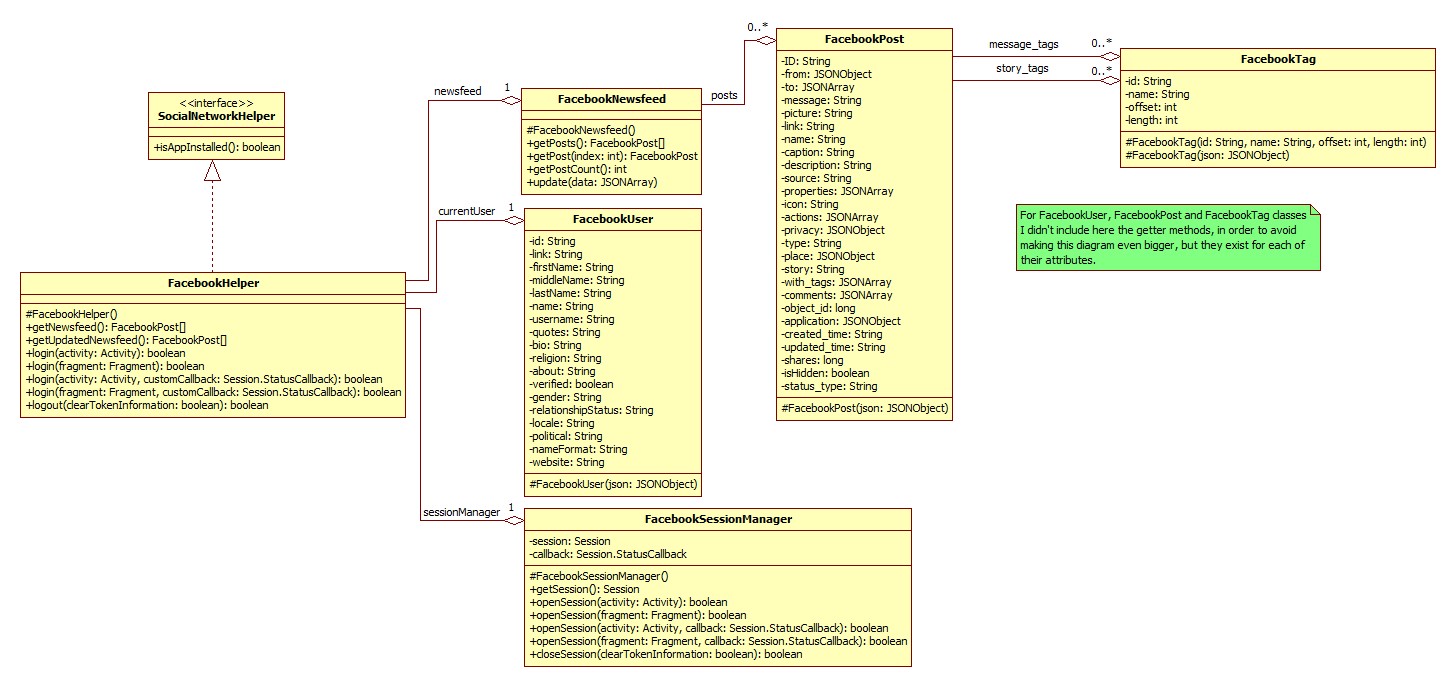 <<interface>>
SocialNetworkHelper
+isAppInstalled(): boolean
FacebookHelper
#FacebookHelper()
+getNewsfeed(): FacebookPost[]
+getUpdatedNewsfeed(): FacebookPost[]
+login(activity: Activity): boolean
+login(fragment: Fragment): boolean
+login(activity: Activity, customCallback: Session.StatusCallback): boolean
+login(fragment: Fragment, customCallback: Session.StatusCallback): boolean
+logout(clearTokenInformation: boolean): boolean
newsfeed
1
FacebookNewsfeed
#FacebookNewsfeed()
+getPosts(): FacebookPost[]
+getPost(index: int): FacebookPost
+getPostCount(): int
+update(data: JSONArray)
currentUser
1
FacebookUser
-id: String
-link: String
-firstName: String
-middleName: String
-lastName: String
-name: String
-username: String
-quotes: String
-bio: String
-religion: String
-about: String
-verified: boolean
-gender: String
-relationshipStatus: String
-locale: String
-political: String
-nameFormat: String
-website: String
#FacebookUser(json: JSONObject)
sessionManager
1
FacebookSessionManager
-session: Session
-callback: Session.StatusCallback
#FacebookSessionManager()
+getSession(): Session
+openSession(activity: Activity): boolean
+openSession(fragment: Fragment): boolean
+openSession(activity: Activity, callback: Session.StatusCallback): boolean
+openSession(fragment: Fragment, callback: Session.StatusCallback): boolean
+closeSession(clearTokenInformation: boolean): boolean
posts
0..*
FacebookPost
-ID: String
-from: JSONObject
-to: JSONArray
-message: String
-picture: String
-link: String
-name: String
-caption: String
-description: String
-source: String
-properties: JSONArray
-icon: String
-actions: JSONArray
-privacy: JSONObject
-type: String
-place: JSONObject
-story: String
-with_tags: JSONArray
-comments: JSONArray
-object_id: long
-application: JSONObject
-created_time: String
-updated_time: String
-shares: long
-isHidden: boolean
-status_type: String
#FacebookPost(json: JSONObject)
message_tags
0..*
story_tags
0..*
FacebookTag
-id: String
-name: String
-offset: int
-length: int
#FacebookTag(id: String, name: String, offset: int, length: int)
#FacebookTag(json: JSONObject)
For FacebookUser, FacebookPost and FacebookTag classes
I didn't include here the getter methods, in order to avoid
making this diagram even bigger, but they exist for each of
their attributes.